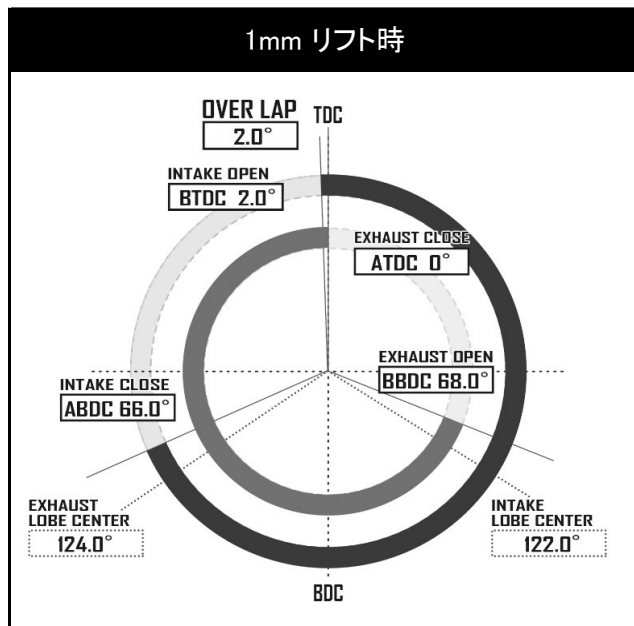 1mm リフト時
OVER LAP
2.0°
TDC
INTAKE OPEN
BTDC 2.0°
EXHAUST CLOSE
ATDC 0°
EXHAUST OPEN
BBDC 68.0°
INTAKE CLOSE
ABDC 66.0°
EXHAUST
LOBE CENTER
124.0°
INTAKE
LOBE CENTER
122.0°
BDC